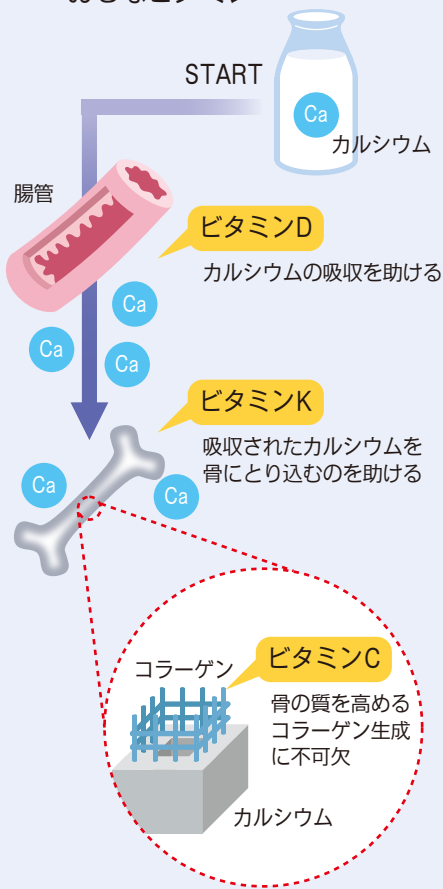 START
Ca
カルシウム
腸管
ビタミンD
カルシウムの吸収を助ける
Ca
Ca
Ca
ビタミンK
吸収されたカルシウムを
骨にとり込むのを助ける
Ca
Ca
コラーゲン
ビタミンC
骨の質を高める
コラーゲン生成
に不可欠
カルシウム